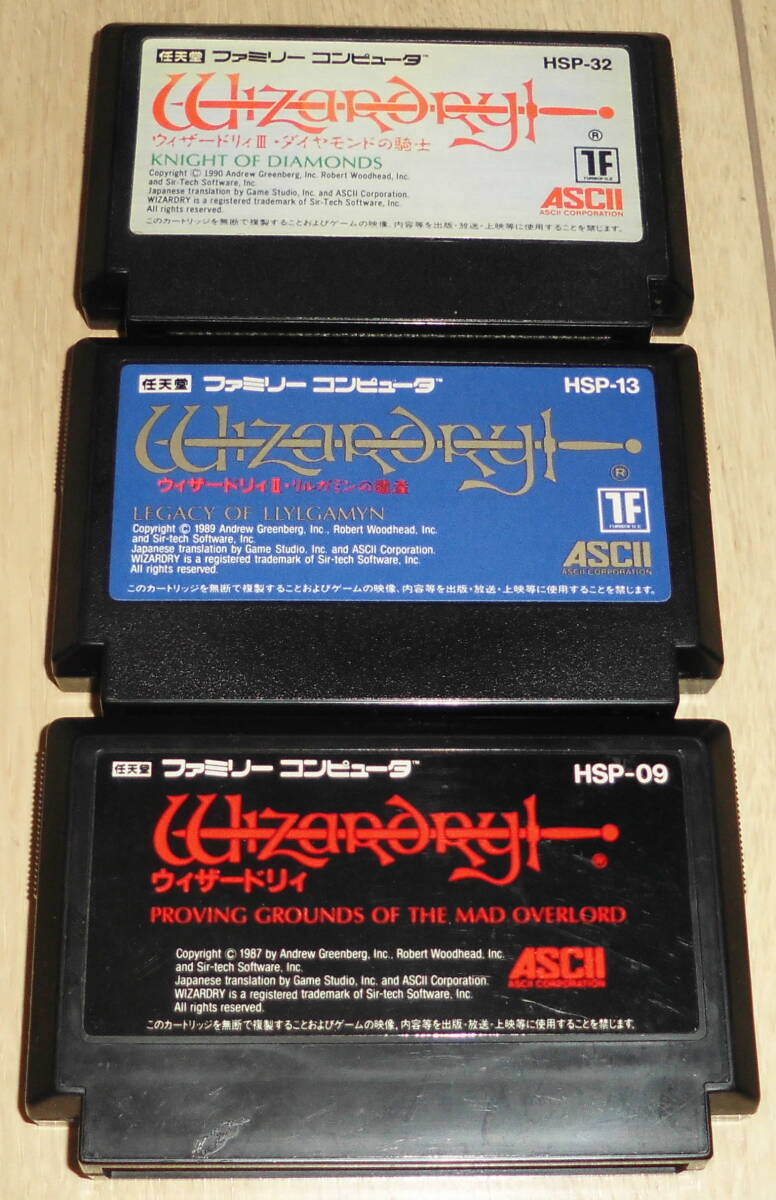 任天堂 ファミリー コンピュータ™ HSP-32
Wizardry
®
ウィザードリィIII・ダイヤモンドの騎士
KNIGHT OF DIAMONDS
TF
TURBOFILE
Copyright © 1990 Andrew Greenberg, Inc. Robert Woodhead, Inc.
and Sir-Tech Software, Inc.
Japanese translation by Game Studio, Inc. and ASCII Corporation.
WIZARDRY is a registered trademark of Sir-Tech Software, Inc.
All rights reserved.
ASCII
ASCII CORPORATION
このカートリッジを無断で複製することおよびゲームの映像、内容等を出版・放送・上映等に使用することを禁じます。
任天堂 ファミリー コンピュータ™ HSP-13
Wizardry
®
ウィザードリィII・リルガミンの遺産
LEGACY OF LLYLGAMYN
TF
TURBOFILE
Copyright © 1989 Andrew Greenberg, Inc., Robert Woodhead, Inc.
and Sir-tech Software, Inc.
Japanese translation by Game Studio, Inc. and ASCII Corporation.
WIZARDRY is a registered trademark of Sir-tech Software, Inc.
All rights reserved.
ASCII
ASCII CORPORATION
このカートリッジを無断で複製することおよびゲームの映像、内容等を出版・放送・上映等に使用することを禁じます。
任天堂 ファミリー コンピュータ™ HSP-09
Wizardry
®
ウィザードリィ
PROVING GROUNDS OF THE MAD OVERLORD
Copyright © 1987 by Andrew Greenberg, Inc., Robert Woodhead, Inc.
and Sir-tech Software, Inc.
Japanese translation by Game Studio, Inc. and ASCII Corporation.
WIZARDRY is a registered trademark of Sir-tech Software, Inc.
All rights reserved.
ASCII
ASCII CORPORATION
このカートリッジを無断で複製することおよびゲームの映像、内容等を出版・放送・上映等に使用することを禁じます。